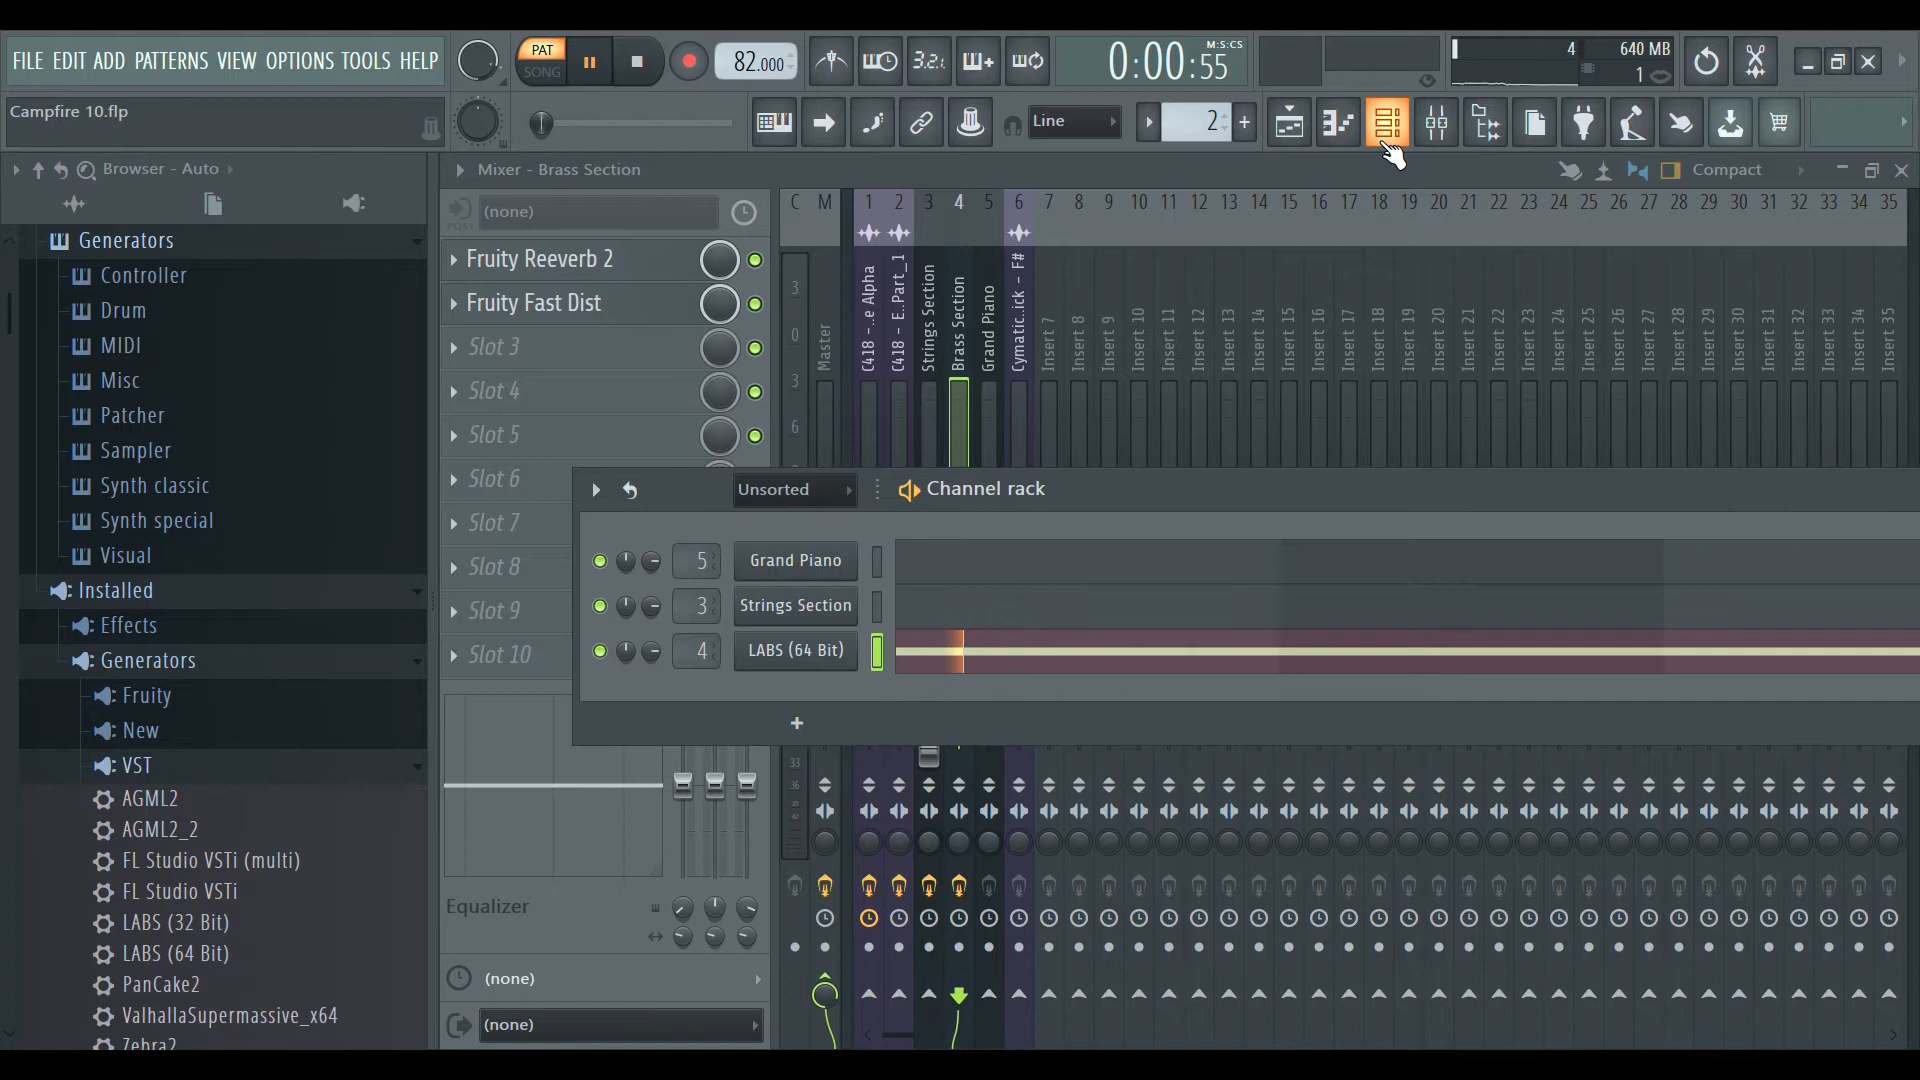 FILE EDIT ADD PATTERNS VIEW OPTIONS TOOLS HELP
PAT
SONG
82.000
3.2.1.
0:00:55
M:S:CS
4
640 MB
1
Campfire 10.flp
Line
2
Browser - Auto
Mixer - Brass Section
Compact
Generators
Controller
Drum
MIDI
Misc
Patcher
Sampler
Synth classic
Synth special
Visual
Installed
Effects
Generators
Fruity
New
VST
AGML2
AGML2_2
FL Studio VSTi (multi)
FL Studio VSTi
LABS (32 Bit)
LABS (64 Bit)
PanCake2
ValhallaSupermassive_x64
Zebra2
POST
(none)
Fruity Reeverb 2
Fruity Fast Dist
Slot 3
Slot 4
Slot 5
Slot 6
Slot 7
Slot 8
Slot 9
Slot 10
Equalizer
(none)
(none)
C M 1 2 3 4 5 6 7 8 9 10 11 12 13 14 15 16 17 18 19 20 21 22 23 24 25 26 27 28 29 30 31 32 33 34 35
3
0
3
6
Master
C418 -..e Alpha
C418 - E..Part_1
Strings Section
Brass Section
Grand Piano
Cymatic..ick - F#
Insert 7
Insert 8
Insert 9
Insert 10
Insert 11
Insert 12
Insert 13
Insert 14
Insert 15
Insert 16
Insert 17
Insert 18
Insert 19
Insert 20
Insert 21
Insert 22
Insert 23
Insert 24
Insert 25
Insert 26
Insert 27
Insert 28
Insert 29
Insert 30
Insert 31
Insert 32
Insert 33
Insert 34
Insert 35
Unsorted
Channel rack
5 Grand Piano
3 Strings Section
4 LABS (64 Bit)
+
33
36
39
42